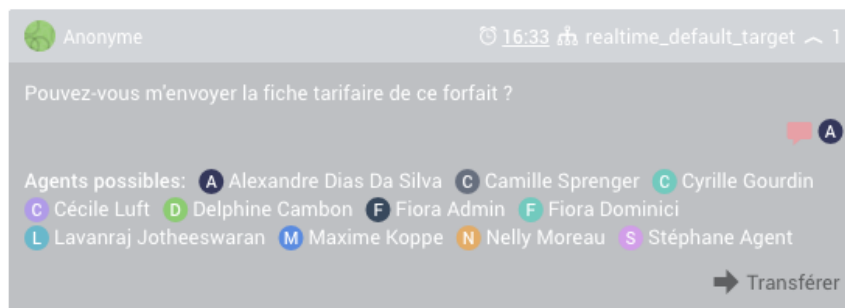 Anonyme 16:33 realtime_default_target 1
Pouvez-vous m'envoyer la fiche tarifaire de ce forfait ?
A
Agents possibles: A Alexandre Dias Da Silva C Camille Sprenger C Cyrille Gourdin
C Cécile Luft D Delphine Cambon F Fiora Admin F Fiora Dominici
L Lavanraj Jotheeswaran M Maxime Koppe N Nelly Moreau S Stéphane Agent
Transférer